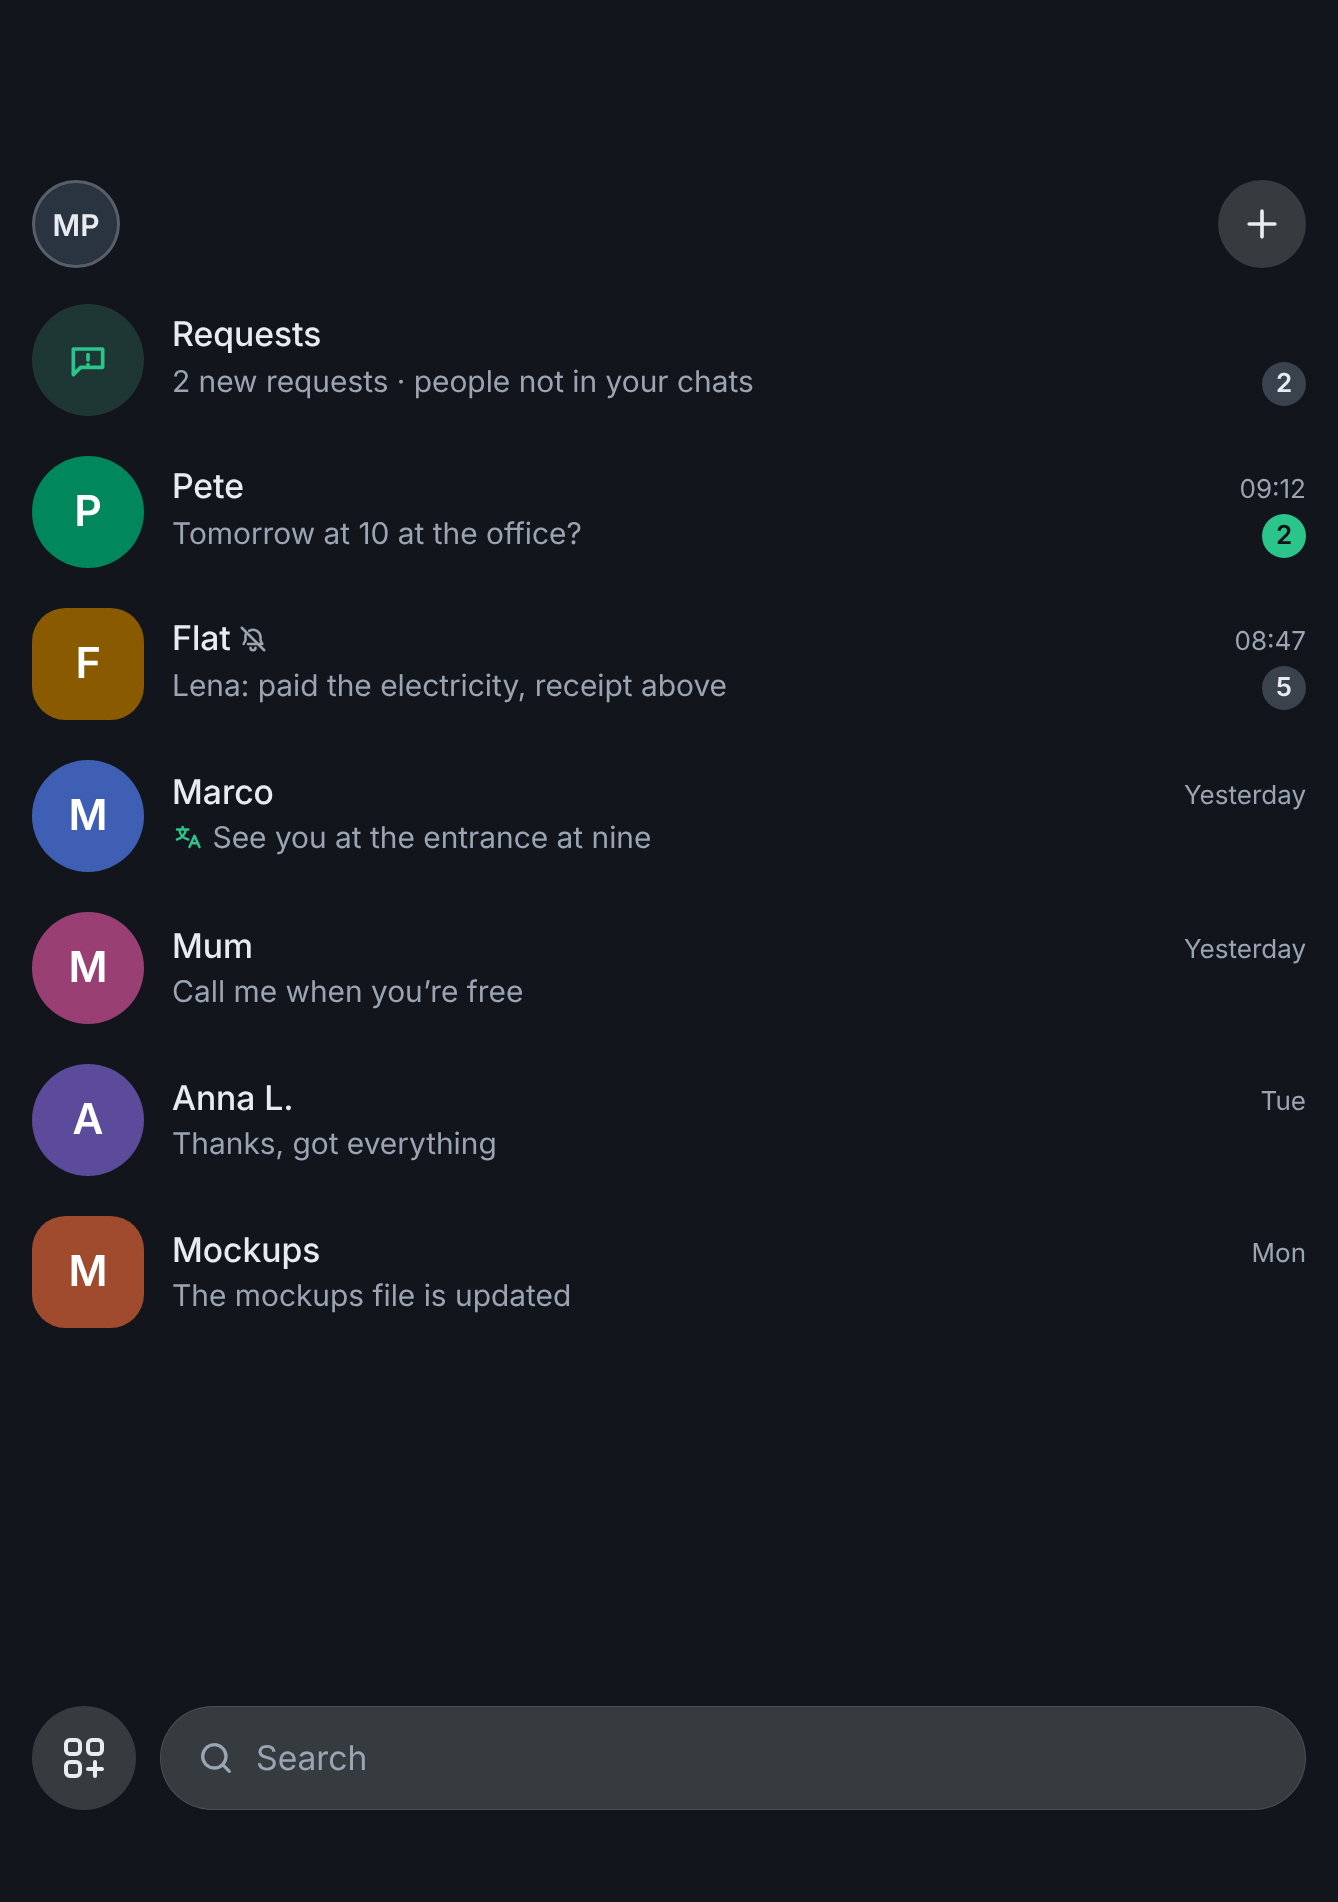 MP
Requests
2 new requests · people not in your chats
2
P
Pete
09:12
Tomorrow at 10 at the office?
2
F
Flat
08:47
Lena: paid the electricity, receipt above
5
M
Marco
Yesterday
See you at the entrance at nine
M
Mum
Yesterday
Call me when you’re free
A
Anna L.
Tue
Thanks, got everything
M
Mockups
Mon
The mockups file is updated
Search